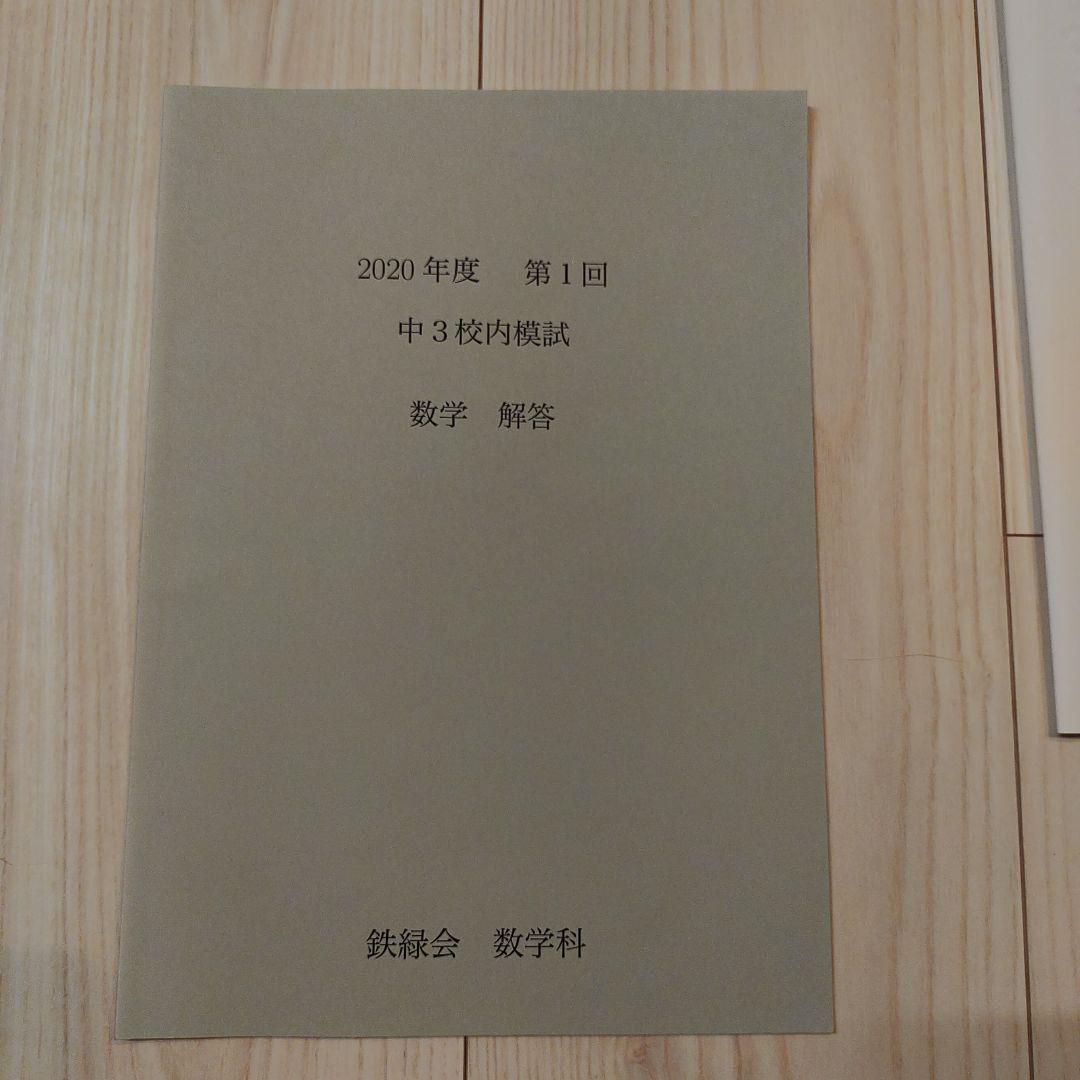 2020 年度 第 1 回
中 3 校内模試
数学 解答
鉄緑会 数学科